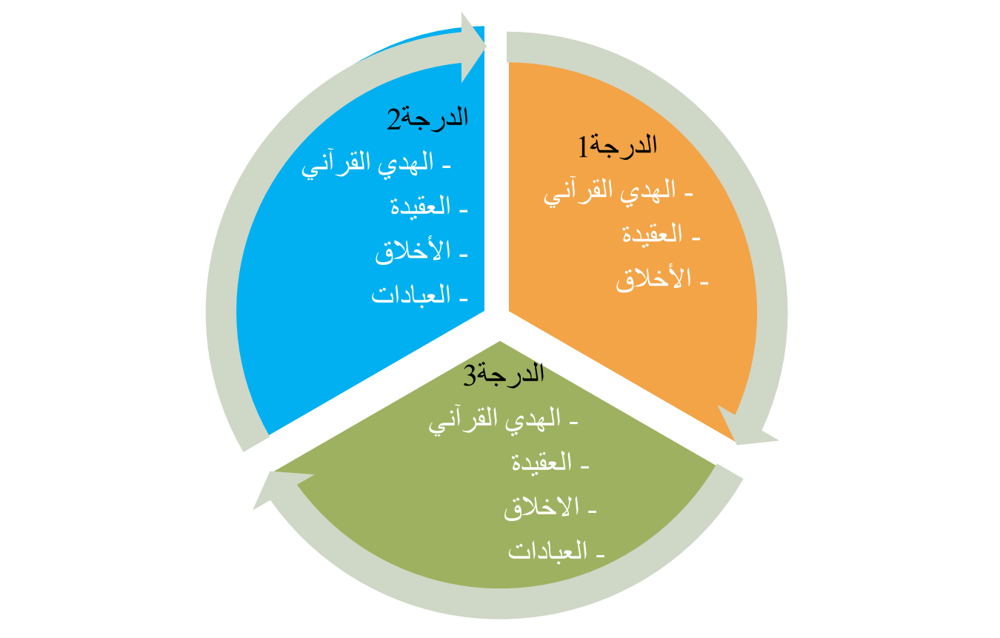 الدرجة1
- الهدي القرآني
- العقيدة
- الأخلاق
الدرجة2
- الهدي القرآني
- العقيدة
- الأخلاق
- العبادات
الدرجة3
- الهدي القرآني
- العقيدة
- الاخلاق
- العبادات